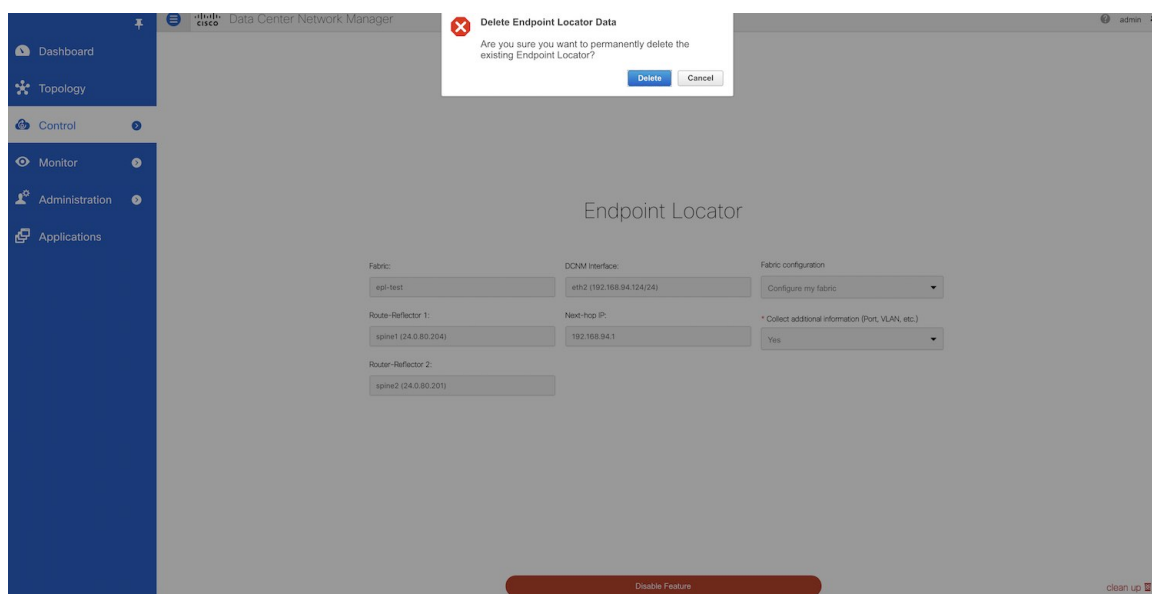 cisco Data Center Network Manager
admin
Delete Endpoint Locator Data
Are you sure you want to permanently delete the
existing Endpoint Locator?
Delete Cancel
Dashboard
Topology
Control
Monitor
Administration
Applications
Endpoint Locator
Fabric: DCNM Interface: Fabric configuration
epl-test eth2 (192.168.94.124/24) Configure my fabric
Route-Reflector 1: Next-hop IP: * Collect additional information (Port, VLAN, etc.)
spine1 (24.0.80.204) 192.168.94.1 Yes
Router-Reflector 2:
spine2 (24.0.80.201)
Disable Feature
clean up